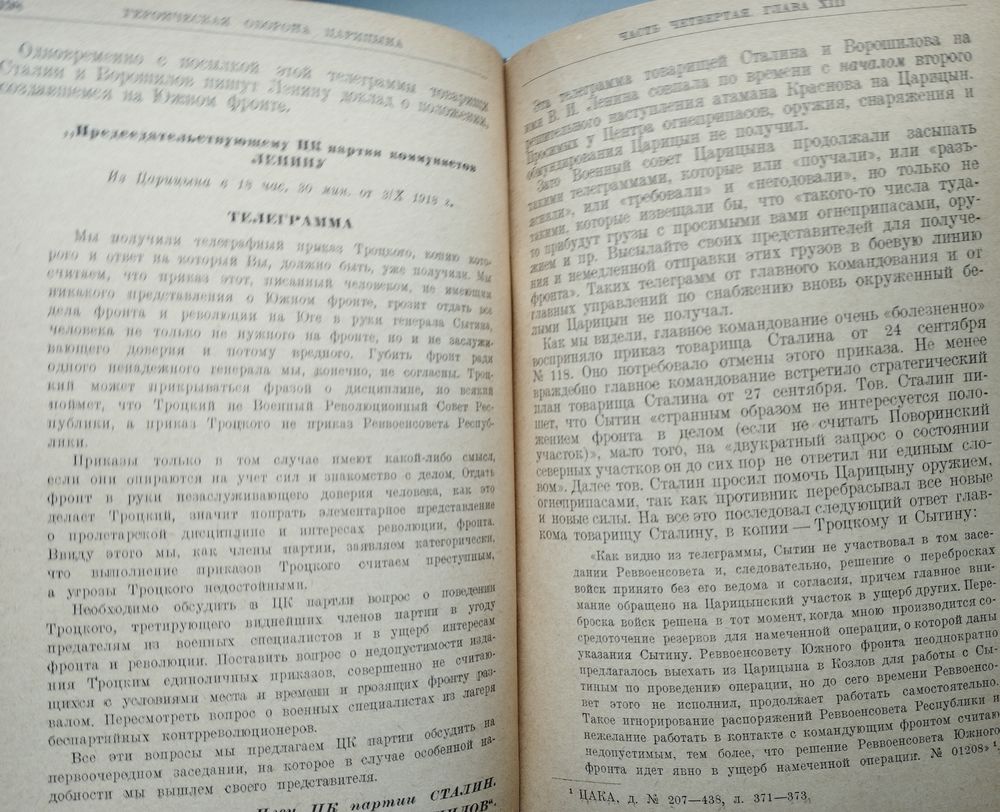 ГЕРОИЧЕСКАЯ ОБОРОНА ЦАРИЦЫНА
Одновременно с посылкой этой телеграммы товарищи
Сталин и Ворошилов пишут Ленину доклад о положении,
создавшемся на Южном фронте.
„Председательствующему ЦК партии коммунистов
ЛЕНИНУ
Из Царицына в 18 час. 30 мин. от 3/X 1918 г.
ТЕЛЕГРАММА
Мы получили телеграфный приказ Троцкого, копию кото-
рого и ответ на который Вы, должно быть, уже получили. Мы
считаем, что приказ этот, писанный человеком, не имеющим
никакого представления о Южном фронте, грозит отдать все
дела фронта и революции на Юге в руки генерала Сытина,
человека не только не нужного на фронте, но и не заслужи-
вающего доверия и потому вредного. Губить фронт ради
одного ненадежного генерала мы, конечно, не согласны. Троц-
кий может прикрываться фразой о дисциплине, но всякий
поймет, что Троцкий не Военный Революционный Совет Рес-
публики, а приказ Троцкого не приказ Реввоенсовета Респуб-
лики.
Приказы только в том случае имеют какой-либо смысл,
если они опираются на учет сил и знакомство с делом. Отдать
фронт в руки незаслуживающего доверия человека, как это
делает Троцкий, значит попрать элементарное представление
о пролетарской дисциплине и интересах революции, фронта.
Ввиду этого мы, как члены партии, заявляем категорически,
что выполнение приказов Троцкого считаем преступным,
а угрозы Троцкого недостойными.
Необходимо обсудить в ЦК партии вопрос о поведении
Троцкого, третирующего виднейших членов партии в угоду
предателям из военных специалистов и в ущерб интересам
фронта и революции. Поставить вопрос о недопустимости изда-
ния Троцким единоличных приказов, совершенно не считаю-
щихся с условиями места и времени и грозящих фронту раз-
валом. Пересмотреть вопрос о военных специалистах из лагеря
беспартийных контрреволюционеров.
Все эти вопросы мы предлагаем ЦК партии обсудить на
первоочередном заседании, на которое в случае особенной на-
добности мы вышлем своего представителя.
Член ЦК партии СТАЛИН.
ЧАСТЬ ЧЕТВЕРТАЯ. ГЛАВА XIII
Эта телеграмма товарищей Сталина и Ворошилова на
имя В. И. Ленина совпала по времени с началом второго
решительного наступления атамана Краснова на Царицын.
Просимых у Центра огнеприпасов, оружия, снаряжения и
обмундирования Царицын не получил.
Зато Военный совет Царицына продолжали засыпать
такими телеграммами, которые или «поучали», или «разъ-
ясняли», или «требовали» и «негодовали», но только не
такими, которые извещали бы, что «такого-то числа туда-
то прибудут грузы с просимыми вами огнеприпасами, ору-
жием и пр. Высылайте своих представителей для получе-
ния и немедленной отправки этих грузов в боевую линию
фронта». Таких телеграмм от главного командования и от
главных управлений по снабжению вновь окруженный бе-
лыми Царицын не получал.
Как мы видели, главное командование очень «болезненно»
восприняло приказ товарища Сталина от 24 сентября
№ 118. Оно потребовало отмены этого приказа. Не менее
враждебно главное командование встретило стратегический
план товарища Сталина от 27 сентября. Тов. Сталин пи-
шет, что Сытин «странным образом не интересуется поло-
жением фронта в целом (если не считать Поворинский
участок)», мало того, на «двукратный запрос о состоянии
северных участков он до сих пор не ответил ни единым сло-
вом». Далее тов. Сталин просил помочь Царицыну оружием,
огнеприпасами, так как противник перебрасывал все новые
и новые силы. На все это последовал следующий ответ глав-
кома товарищу Сталину, в копии — Троцкому и Сытину:
«Как видно из телеграммы, Сытин не участвовал в том засе-
дании Реввоенсовета и, следовательно, решение о перебросках
войск принято без его ведома и согласия, причем главное вни-
мание обращено на Царицынский участок в ущерб других. Пере-
броска войск решена в тот момент, когда мною производится со-
средоточение резервов для намеченной операции, о которой даны
указания Сытину. Реввоенсовету Южного фронта неоднократно
предлагалось выехать из Царицына в Козлов для работы с Сы-
тиным по проведению операции, но до сего времени Реввоенсо-
вет этого не исполнил, продолжает работать самостоятельно.
Такое игнорирование распоряжений Реввоенсовета Республики и
нежелание работать в контакте с командующим фронтом считаю
недопустимым, тем более, что решение Реввоенсовета Южного
фронта идет явно в ущерб намеченной операции. № 01208» ¹.
¹ ЦАКА, д. № 207—438, л. 371—373.